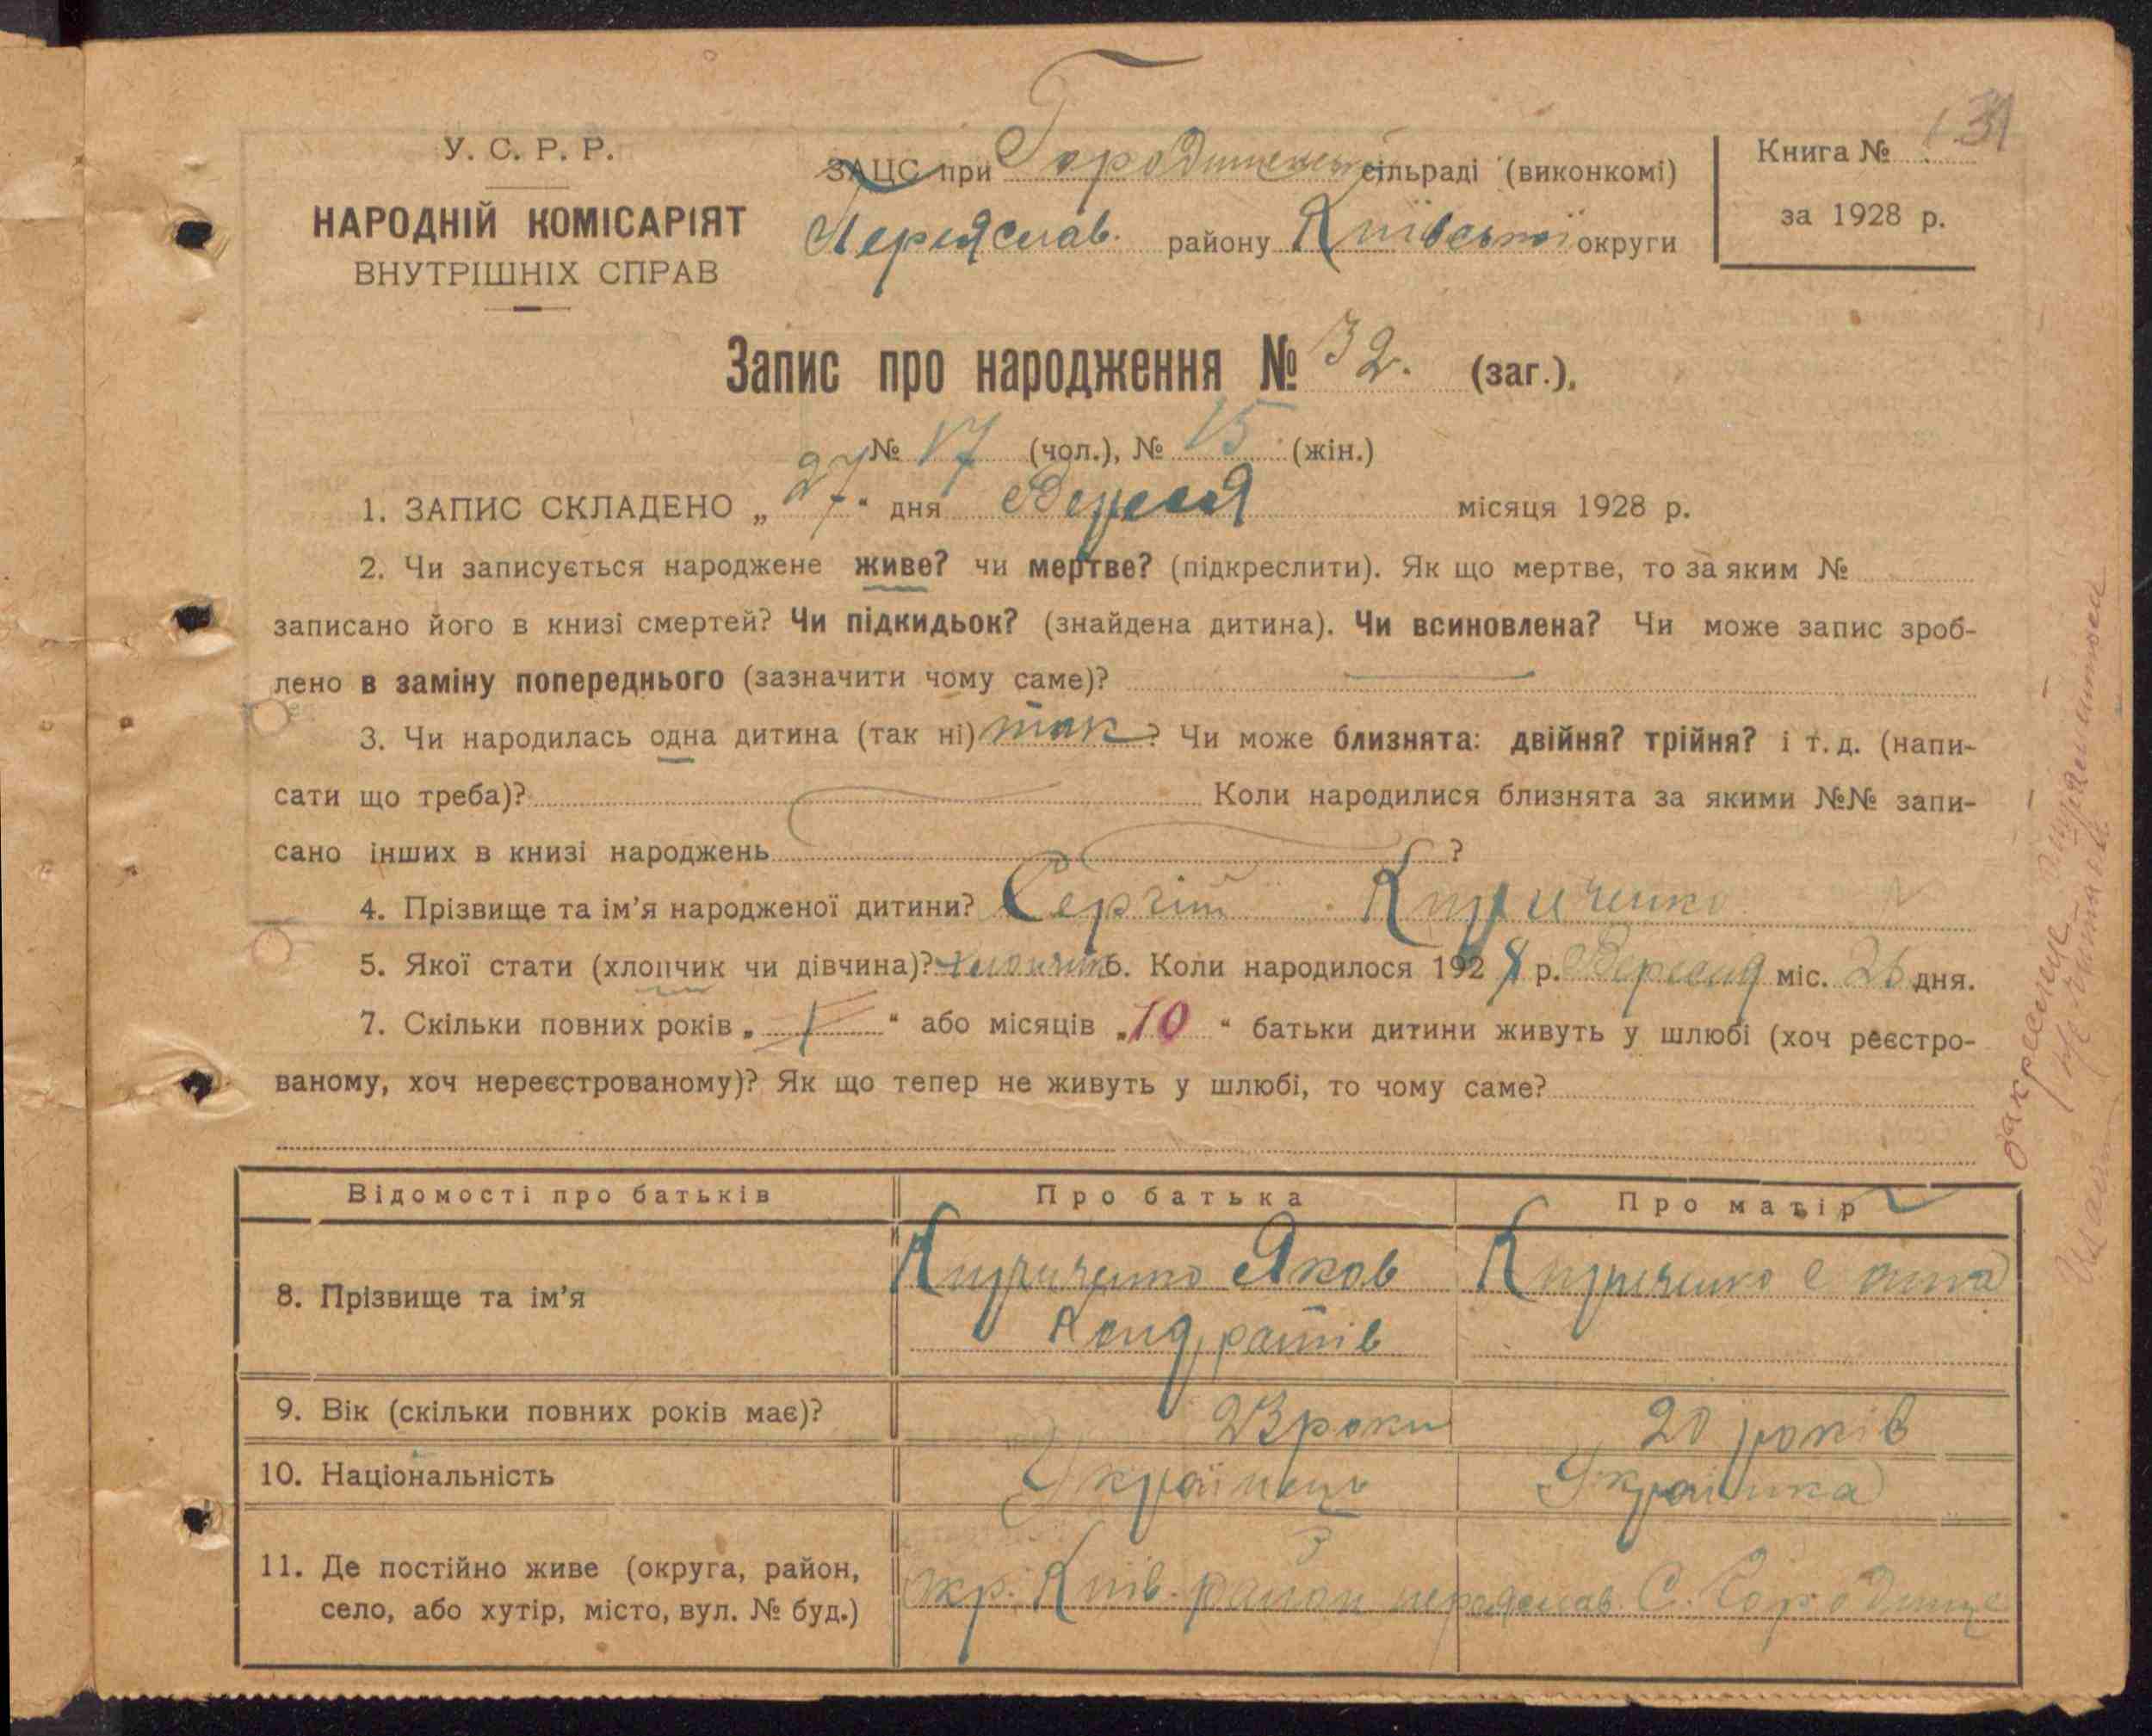 31
У. С. Р. Р.
НАРОДНІЙ КОМІСАРІЯТ
ВНУТРІШНІХ СПРАВ
ЗАЦС при Городищенській сільраді (виконкомі)
Переяслав. району Київської округи
Книга № 1
за 1928 р.
Запис про народження № 32. (заг.),
№ 17 (чол.), № 15 (жін.)
1. ЗАПИС СКЛАДЕНО „ 27 “ дня Вересня місяця 1928 р.
2. Чи записується народжене живе? чи мертве? (підкреслити). Як що мертве, то за яким №
записано його в книзі смертей? Чи підкидьок? (знайдена дитина). Чи всиновлена? Чи може запис зроб-
лено в заміну попереднього (зазначити чому саме)?
3. Чи народилась одна дитина (так ні) так ? Чи може близнята: двійня? трійня? і т. д. (напи-
сати що треба)? Коли народилися близнята за якими №№ запи-
сано інших в книзі народжень ?
4. Прізвище та ім’я народженої дитини? Сергій Кириченко
5. Якої стати (хлопчик чи дівчина)? хлопчик 6. Коли народилося 1928 р. Вересня міс. 26 дня.
7. Скільки повних років „ 1 “ або місяців „ 10 “ батьки дитини живуть у шлюбі (хоч реєстро-
ваному, хоч нереєстрованому)? Як що тепер не живуть у шлюбі, то чому саме?
Відомості про батьків Про батька Про матір
8. Прізвище та ім’я Кириченко Яков Кириченко Ганна
Кондратів
9. Вік (скільки повних років має)? 23 роки 20 років
10. Національність Українець Українка
11. Де постійно живе (округа, район, окр. Київ. район переяслав. С. Городище
село, або хутір, місто, вул. № буд.)